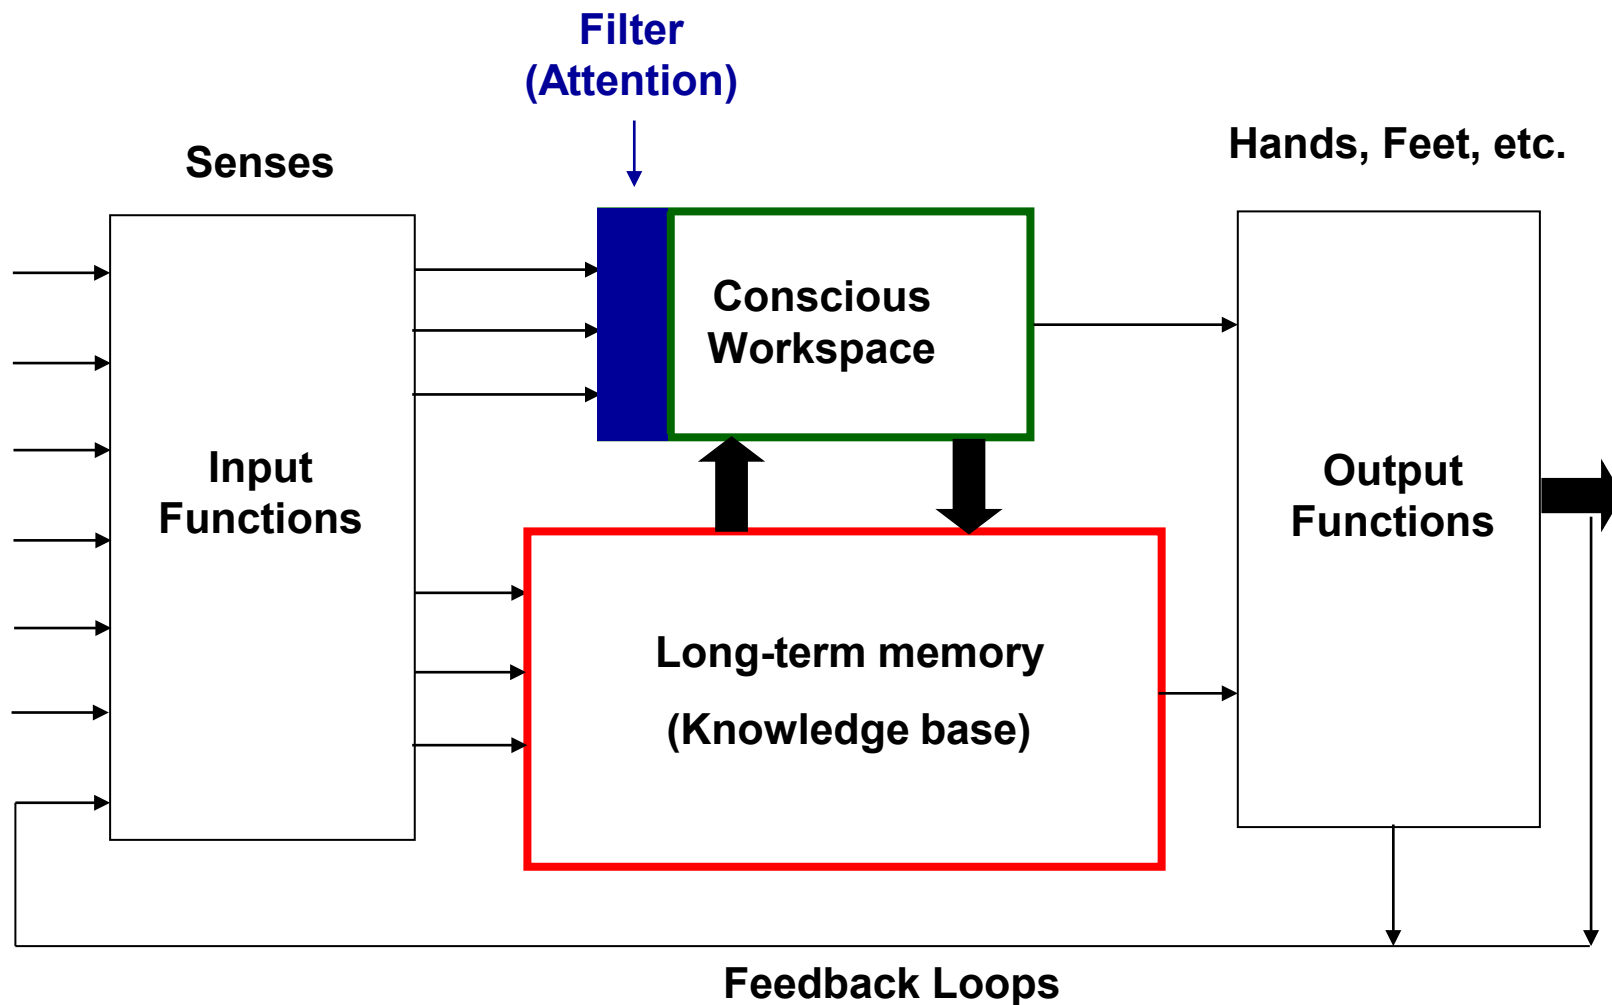 Filter
(Attention)
Senses
Hands, Feet, etc.
Conscious
Workspace
Input
Functions
Output
Functions
Long-term memory
(Knowledge base)
Feedback Loops